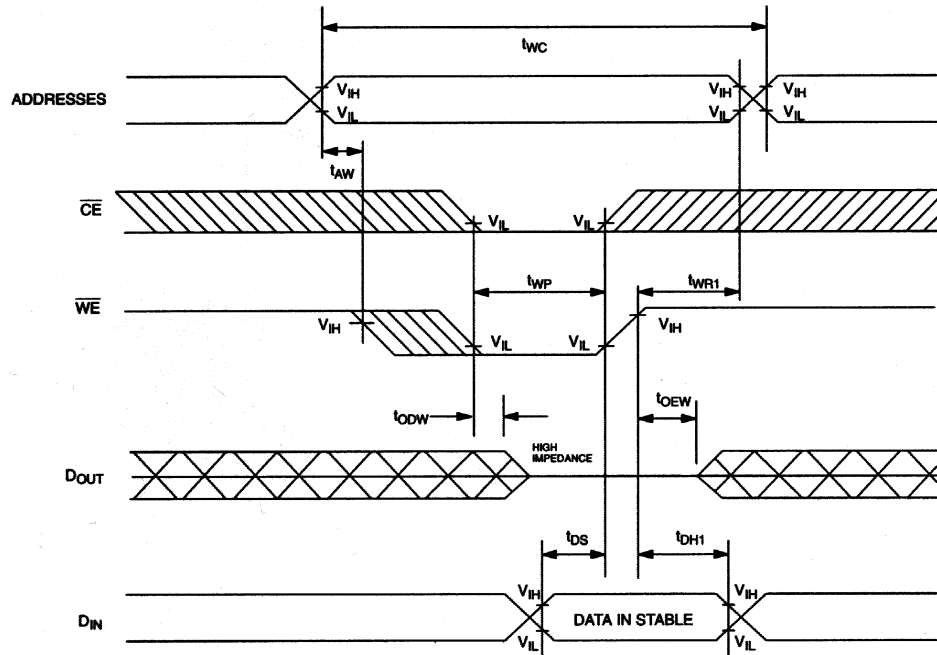 tWC
ADDRESSES
VIH
VIL
VIH
VIL
VIH
VIL
tAW
CE
VIL
VIL
tWP
tWR1
WE
VIH
VIL
VIL
VIH
tODW
tOEW
HIGH
IMPEDANCE
DOUT
tDS
tDH1
VIH
VIH
DIN
DATA IN STABLE
VIL
VIL